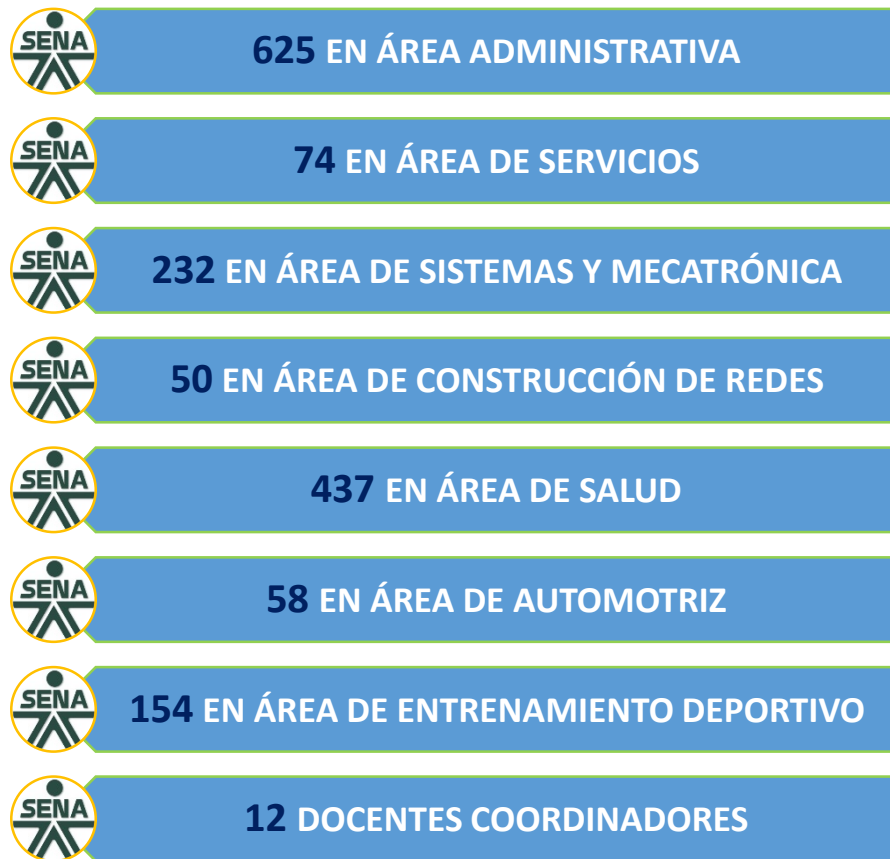 SENA
625 EN ÁREA ADMINISTRATIVA
SENA
74 EN ÁREA DE SERVICIOS
SENA
232 EN ÁREA DE SISTEMAS Y MECATRÓNICA
SENA
50 EN ÁREA DE CONSTRUCCIÓN DE REDES
SENA
437 EN ÁREA DE SALUD
SENA
58 EN ÁREA DE AUTOMOTRIZ
SENA
154 EN ÁREA DE ENTRENAMIENTO DEPORTIVO
SENA
12 DOCENTES COORDINADORES